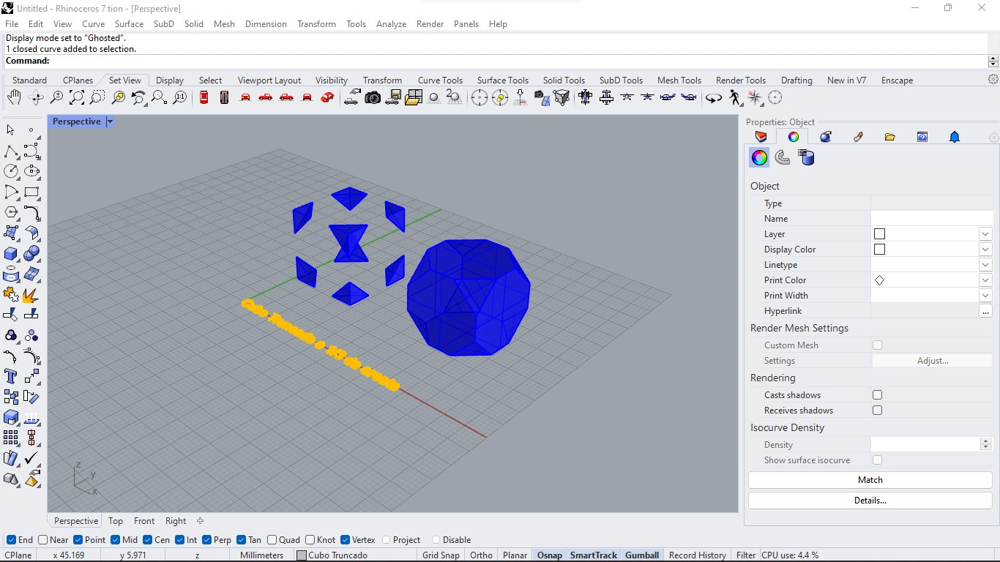 Untitled - Rhinoceros 7 tion - [Perspective]
File Edit View Curve Surface SubD Solid Mesh Dimension Transform Tools Analyze Render Panels Help
Display mode set to "Ghosted".
1 closed curve added to selection.
Command:
Standard CPlanes Set View Display Select Viewport Layout Visibility Transform Curve Tools Surface Tools Solid Tools SubD Tools Mesh Tools Render Tools Drafting New in V7 Enscape
Perspective
Properties: Object
Object
Type
Name
Layer
Display Color
Linetype
Print Color
Print Width
Hyperlink ...
Render Mesh Settings
Custom Mesh
Settings Adjust...
Rendering
Casts shadows
Receives shadows
Isocurve Density
Density
Show surface isocurve
Match
Details...
z
y
x
Perspective Top Front Right
End Near Point Mid Cen Int Perp Tan Quad Knot Vertex Project Disable
CPlane x 45.169 y 5.971 z Millimeters Cubo Truncado Grid Snap Ortho Planar Osnap SmartTrack Gumball Record History Filter CPU use: 4.4 %